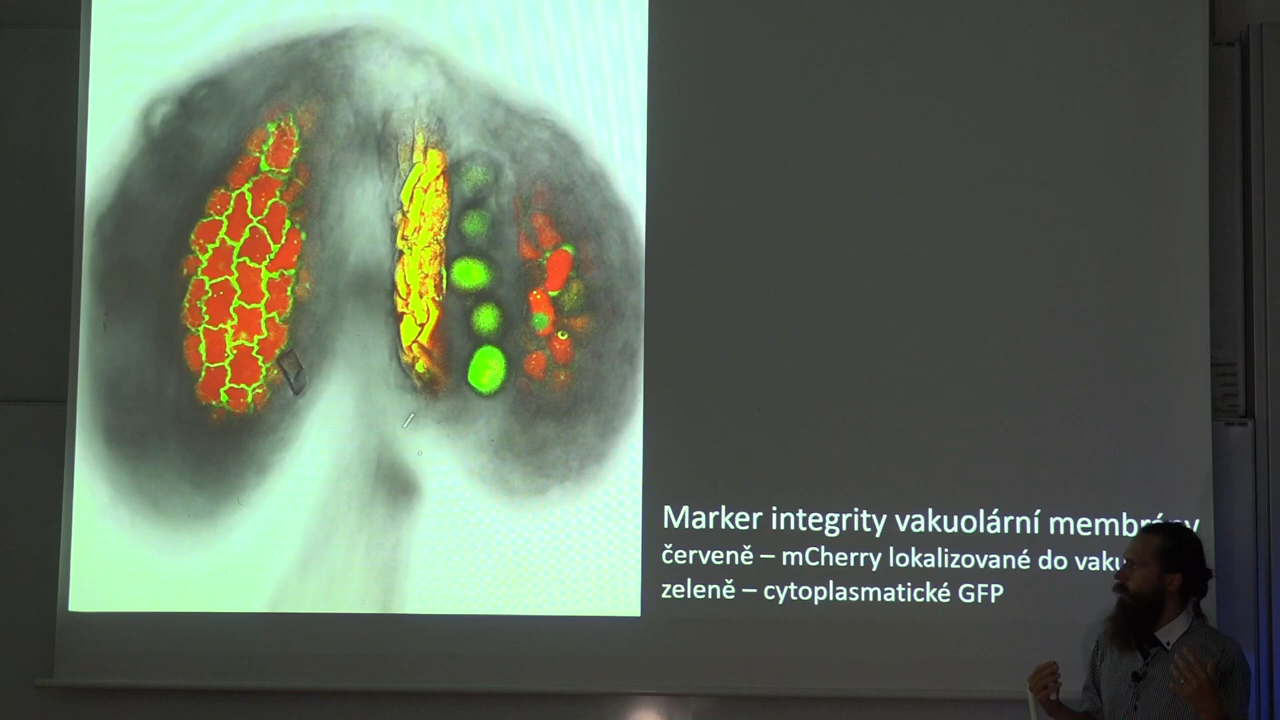 Marker integrity vakuolární
červeně – mCherry lokalizované do
zeleně – cytoplasmatické GFP